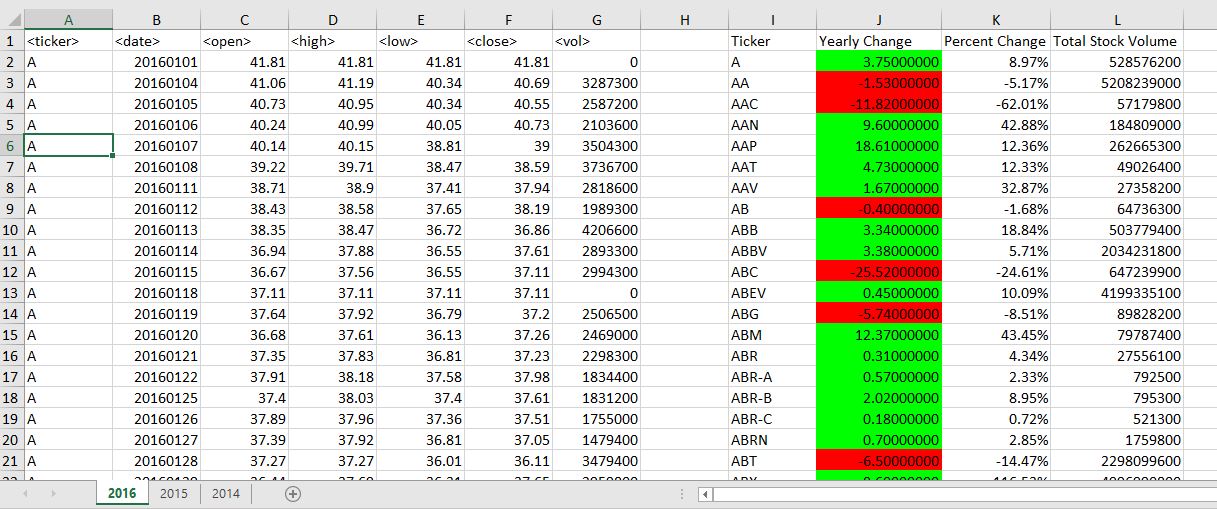 A B C D E F G H I J K L
1 <ticker> <date> <open> <high> <low> <close> <vol> Ticker Yearly Change Percent Change Total Stock Volume
2 A 20160101 41.81 41.81 41.81 41.81 0 A 3.75000000 8.97% 528576200
3 A 20160104 41.06 41.19 40.34 40.69 3287300 AA -1.53000000 -5.17% 5208239000
4 A 20160105 40.73 40.95 40.34 40.55 2587200 AAC -11.82000000 -62.01% 57179800
5 A 20160106 40.24 40.99 40.05 40.73 2103600 AAN 9.60000000 42.88% 184809000
6 A 20160107 40.14 40.15 38.81 39 3504300 AAP 18.61000000 12.36% 262665300
7 A 20160108 39.22 39.71 38.47 38.59 3736700 AAT 4.73000000 12.33% 49026400
8 A 20160111 38.71 38.9 37.41 37.94 2818600 AAV 1.67000000 32.87% 27358200
9 A 20160112 38.43 38.58 37.65 38.19 1989300 AB -0.40000000 -1.68% 64736300
10 A 20160113 38.35 38.47 36.72 36.86 4206600 ABB 3.34000000 18.84% 503779400
11 A 20160114 36.94 37.88 36.55 37.61 2893300 ABBV 3.38000000 5.71% 2034231800
12 A 20160115 36.67 37.56 36.55 37.11 2994300 ABC -25.52000000 -24.61% 647239900
13 A 20160118 37.11 37.11 37.11 37.11 0 ABEV 0.45000000 10.09% 4199335100
14 A 20160119 37.64 37.92 36.79 37.2 2506500 ABG -5.74000000 -8.51% 89828200
15 A 20160120 36.68 37.61 36.13 37.26 2469000 ABM 12.37000000 43.45% 79787400
16 A 20160121 37.35 37.83 36.81 37.23 2298300 ABR 0.31000000 4.34% 27556100
17 A 20160122 37.91 38.18 37.58 37.98 1834400 ABR-A 0.57000000 2.33% 792500
18 A 20160125 37.4 38.03 37.4 37.61 1831200 ABR-B 2.02000000 8.95% 795300
19 A 20160126 37.89 37.96 37.36 37.51 1755000 ABR-C 0.18000000 0.72% 521300
20 A 20160127 37.39 37.92 36.81 37.05 1479400 ABRN 0.70000000 2.85% 1759800
21 A 20160128 37.27 37.27 36.01 36.11 3479400 ABT -6.50000000 -14.47% 2298099600
2016 2015 2014